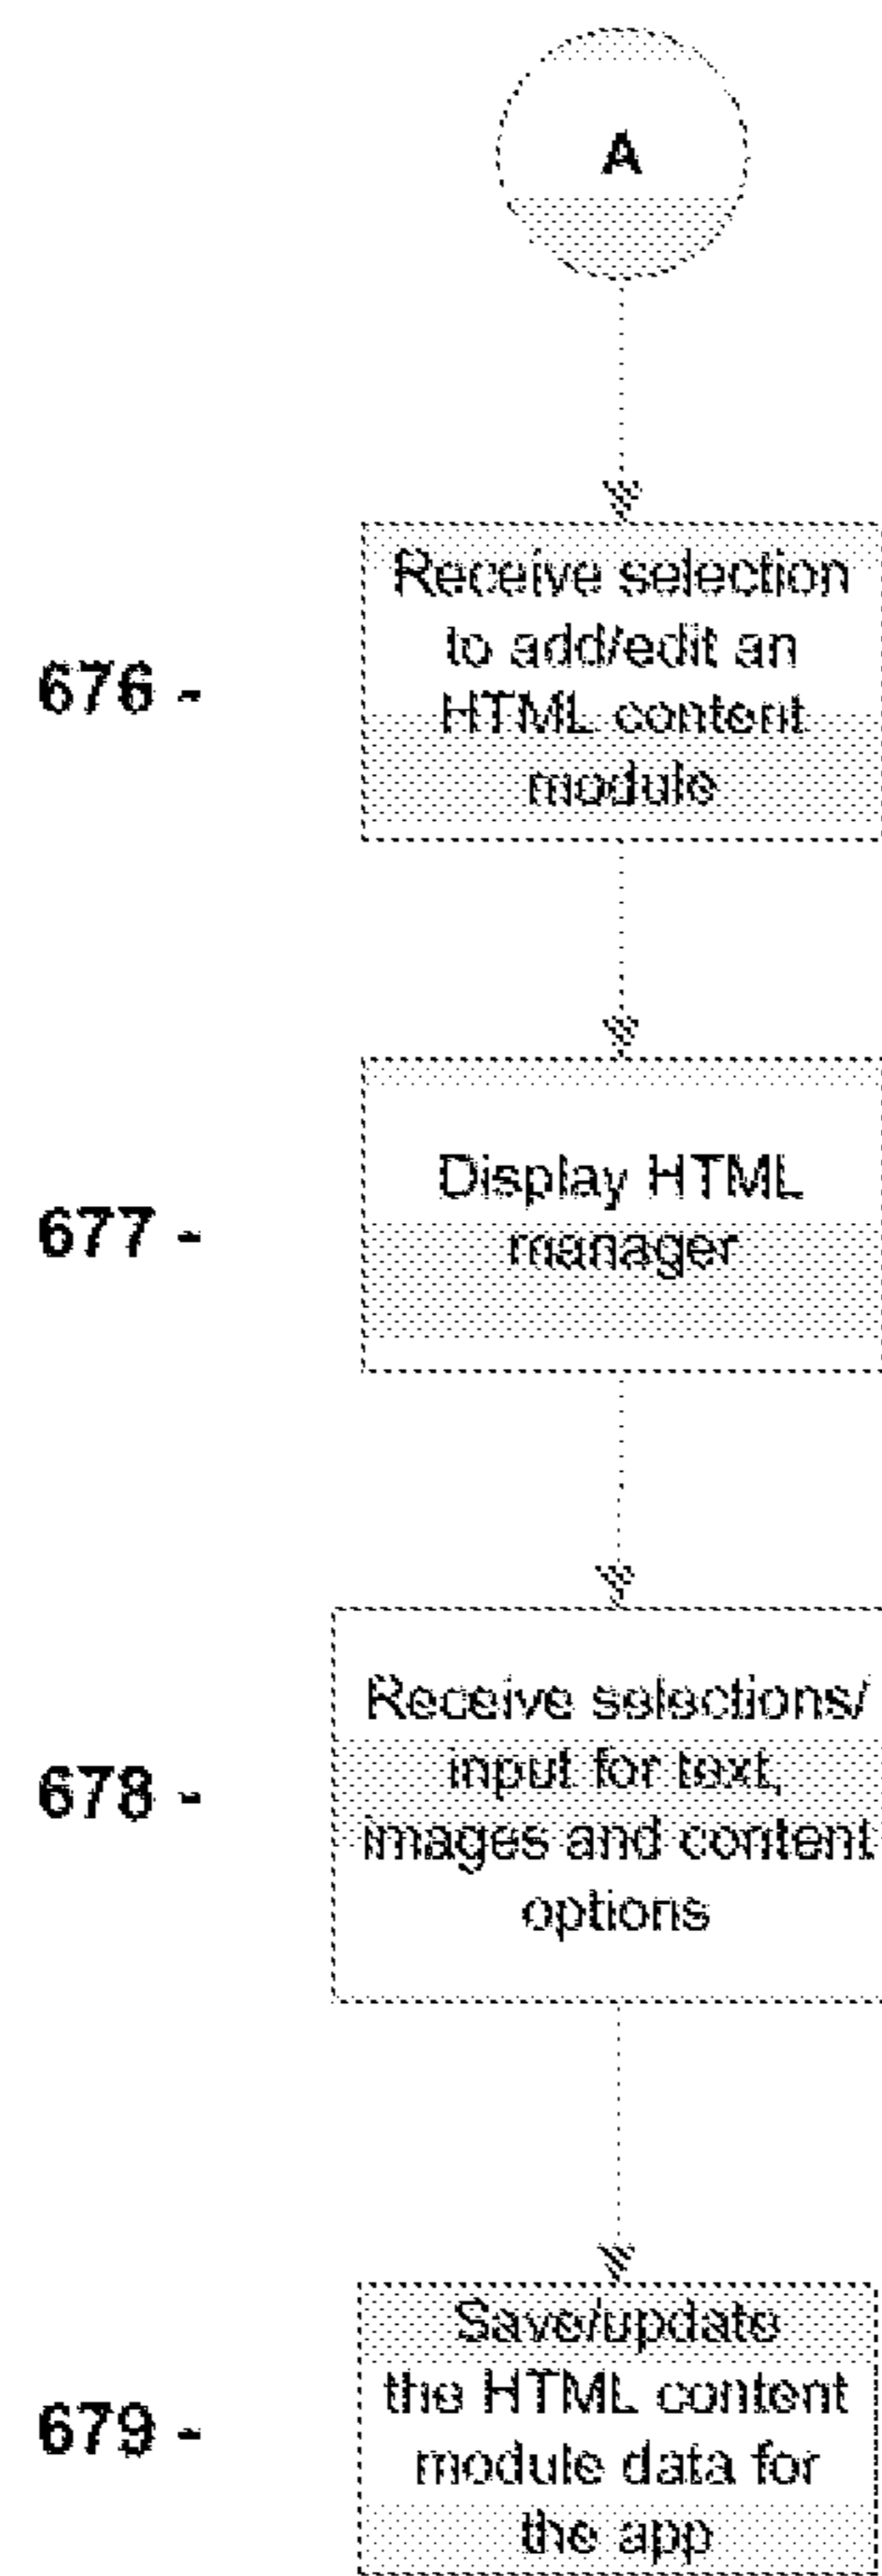 A
Receive selection
to add/edit an
676 -
HTML content
module
Display HTML
677 -
manager
Receive selections/
input for text,
678 -
images and content
options
Save/update
the HTML content
679 -
module data for
the app